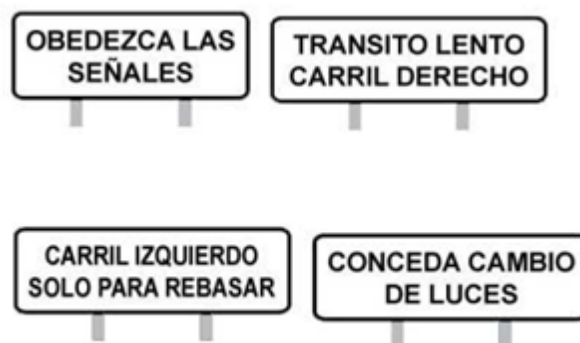 OBEDEZCA LAS
SEÑALES
TRANSITO LENTO
CARRIL DERECHO
CARRIL IZQUIERDO
SOLO PARA REBASAR
CONCEDA CAMBIO
DE LUCES